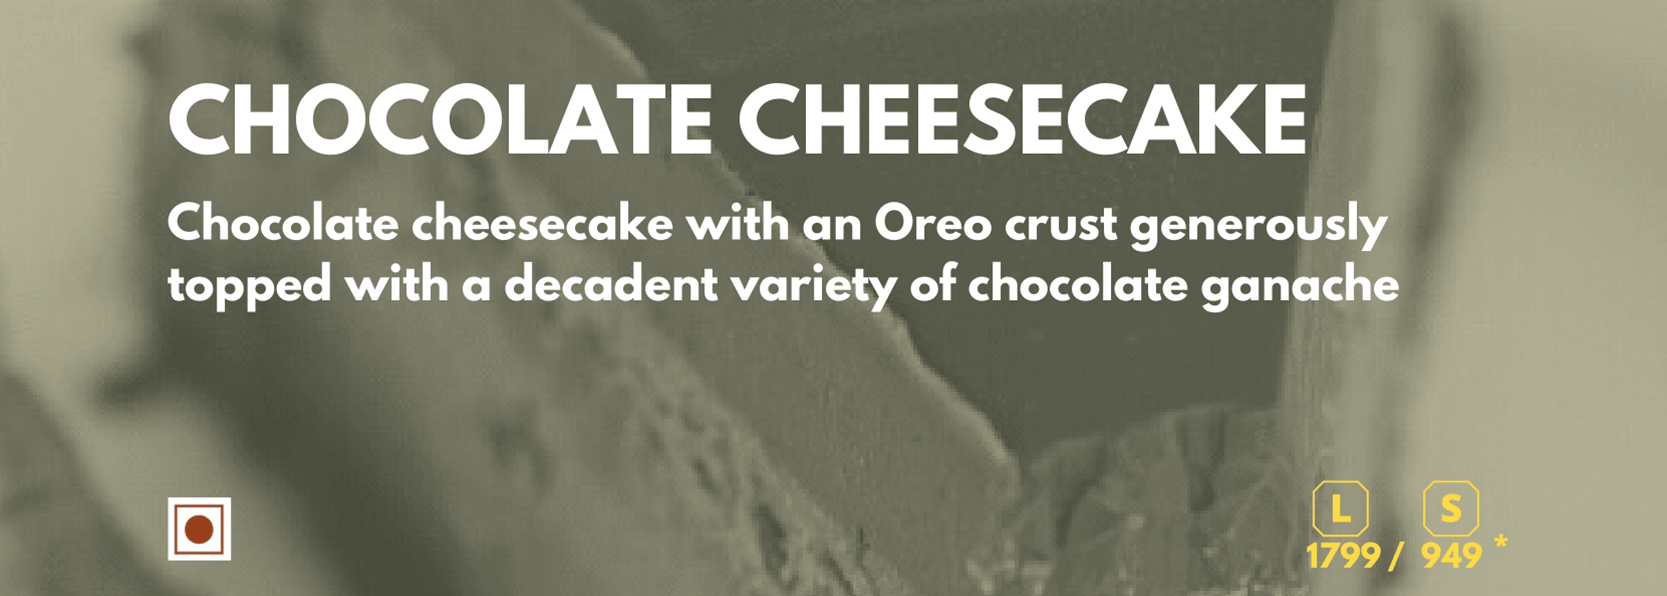 CHOCOLATE CHEESECAKE
Chocolate cheesecake with an Oreo crust generously
topped with a decadent variety of chocolate ganache
L S
1799 / 949 *